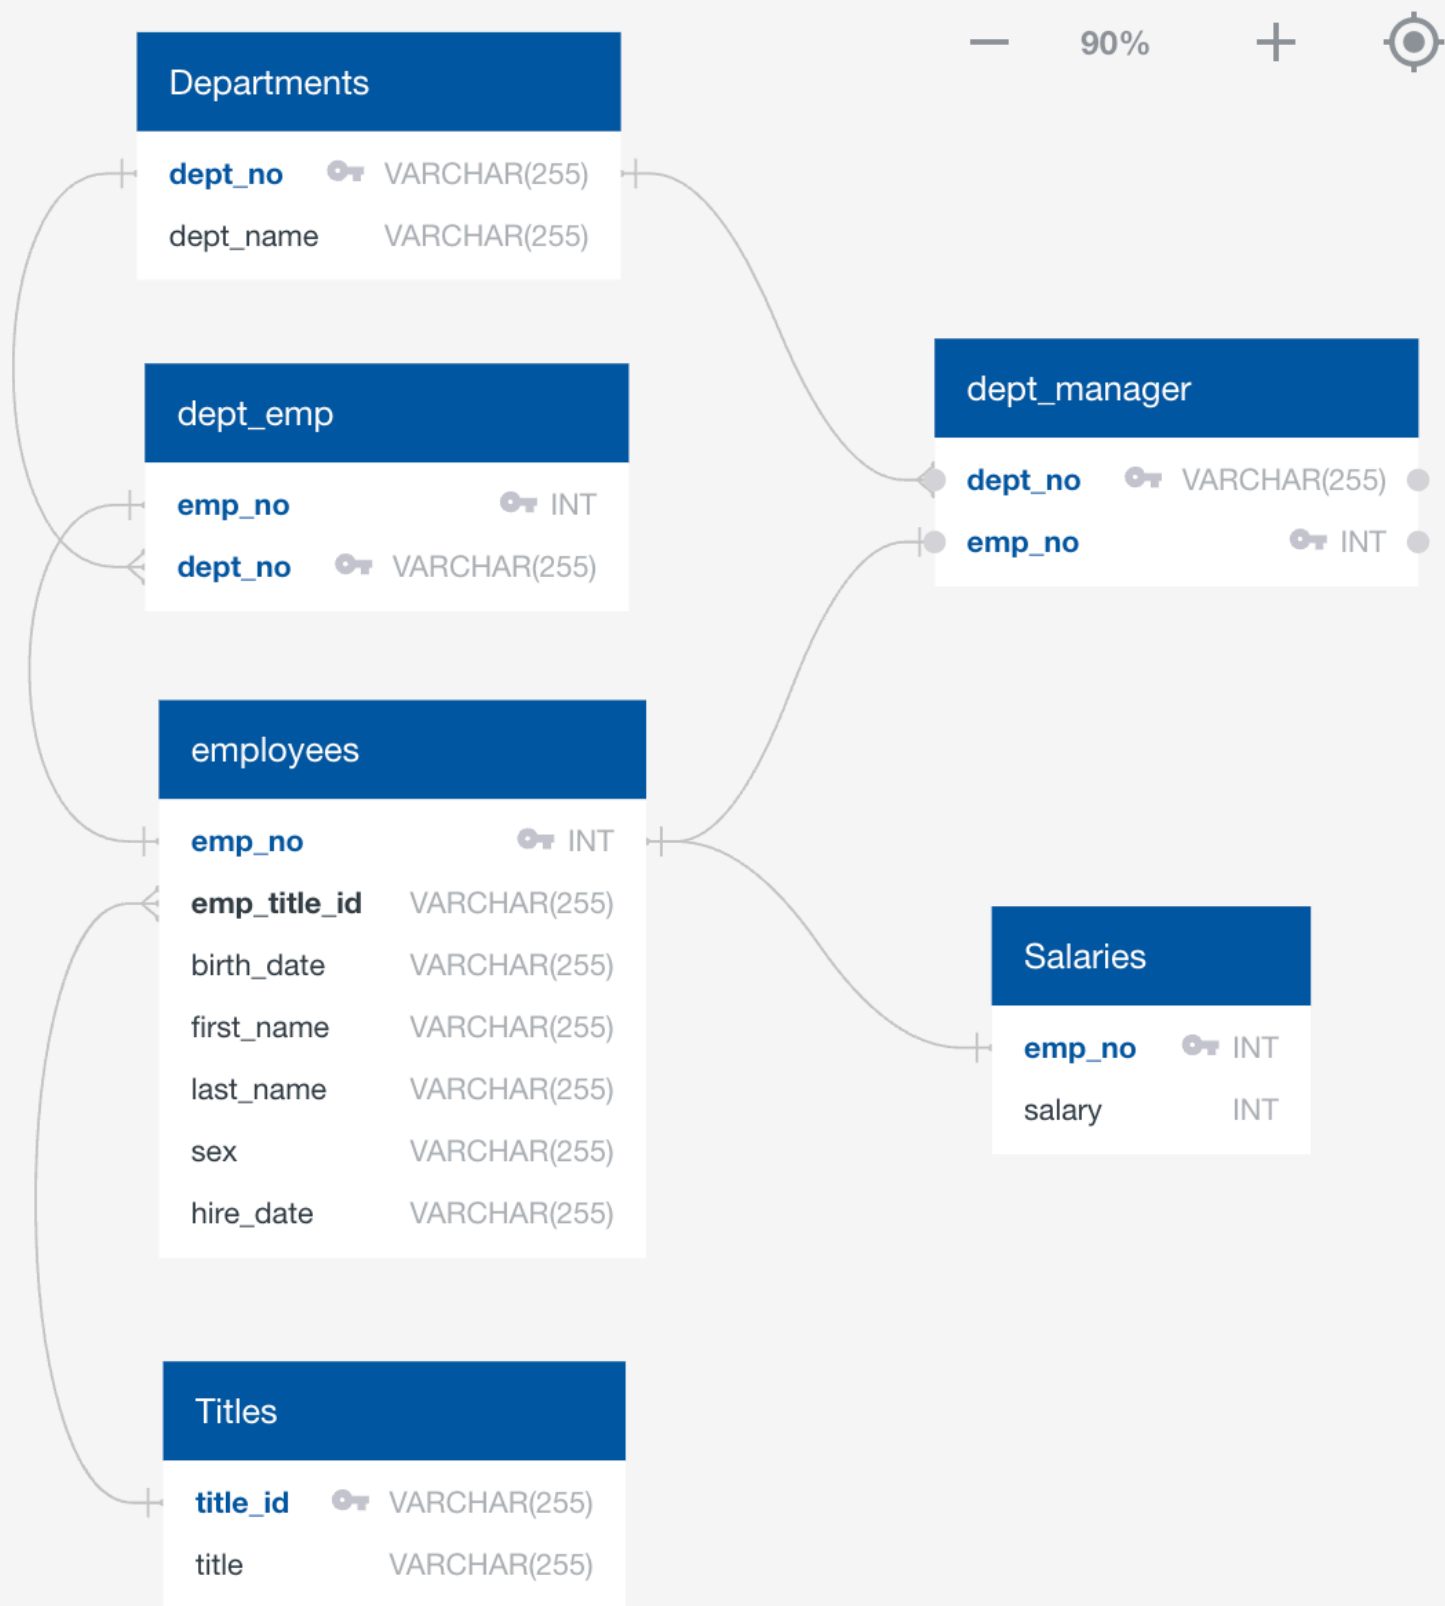 90%
Departments
dept_no VARCHAR(255)
dept_name VARCHAR(255)
dept_emp
emp_no INT
dept_no VARCHAR(255)
dept_manager
dept_no VARCHAR(255)
emp_no INT
employees
emp_no INT
emp_title_id VARCHAR(255)
birth_date VARCHAR(255)
first_name VARCHAR(255)
last_name VARCHAR(255)
sex VARCHAR(255)
hire_date VARCHAR(255)
Salaries
emp_no INT
salary INT
Titles
title_id VARCHAR(255)
title VARCHAR(255)